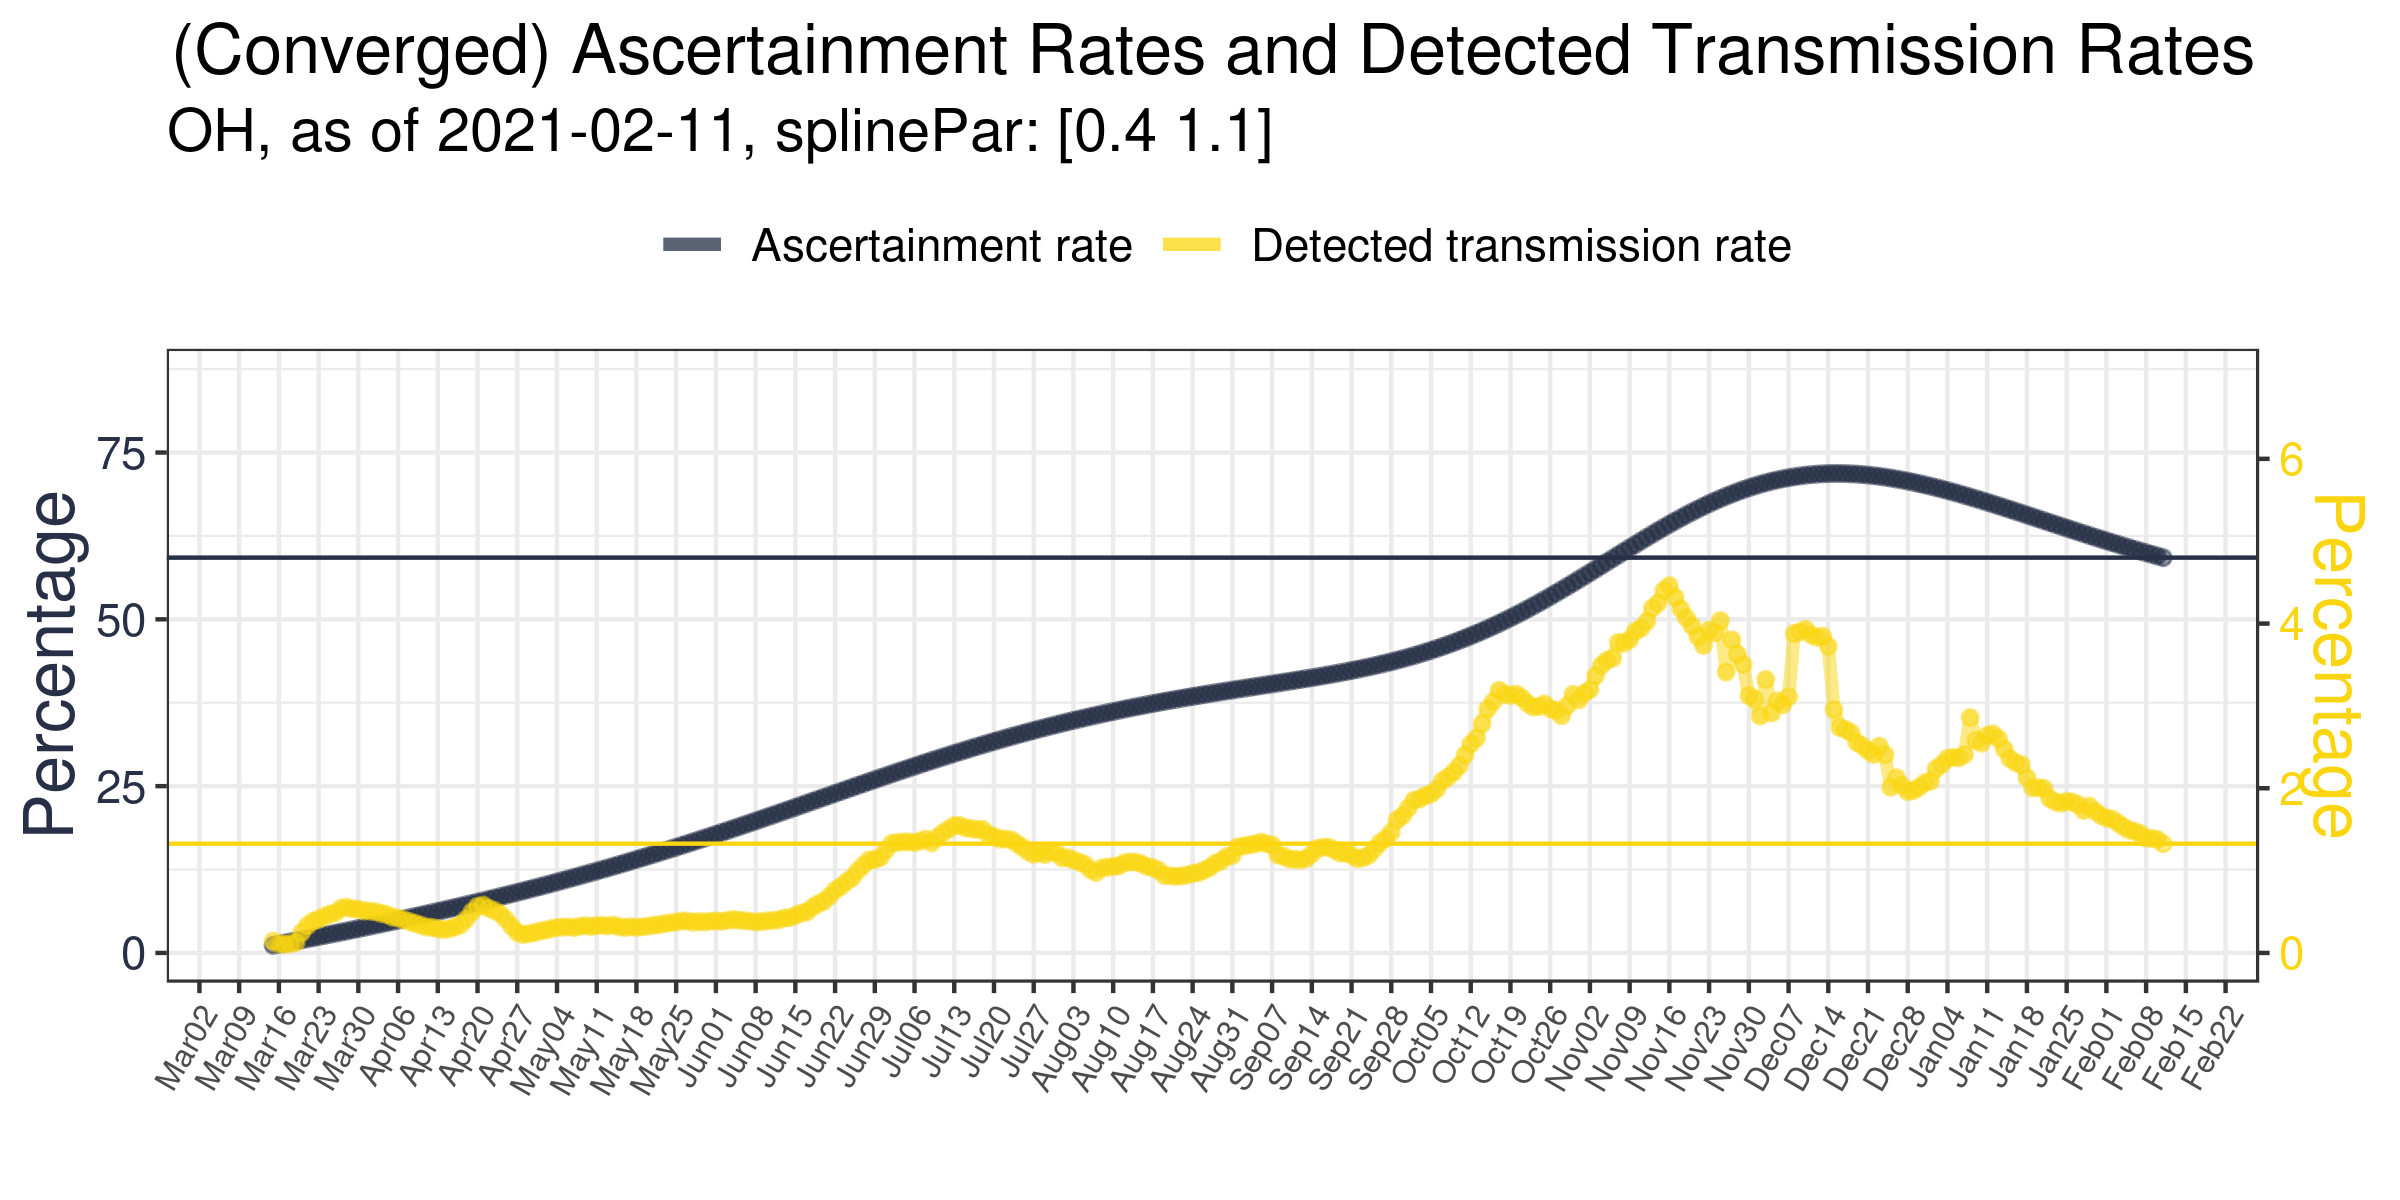 (Converged) Ascertainment Rates and Detected Transmission Rates
OH, as of 2021-02-11, splinePar: [0.4 1.1]
Ascertainment rate
Detected transmission rate
Percentage
75
50
25
0
6
4
2
0
Percentage
Mar02
Mar09
Mar16
Mar23
Mar30
Apr06
Apr13
Apr20
Apr27
May04
May11
May18
May25
Jun01
Jun08
Jun15
Jun22
Jun29
Jul06
Jul13
Jul20
Jul27
Aug03
Aug10
Aug17
Aug24
Aug31
Sep07
Sep14
Sep21
Sep28
Oct05
Oct12
Oct19
Oct26
Nov02
Nov09
Nov16
Nov23
Nov30
Dec07
Dec14
Dec21
Dec28
Jan04
Jan11
Jan18
Jan25
Feb01
Feb08
Feb15
Feb22